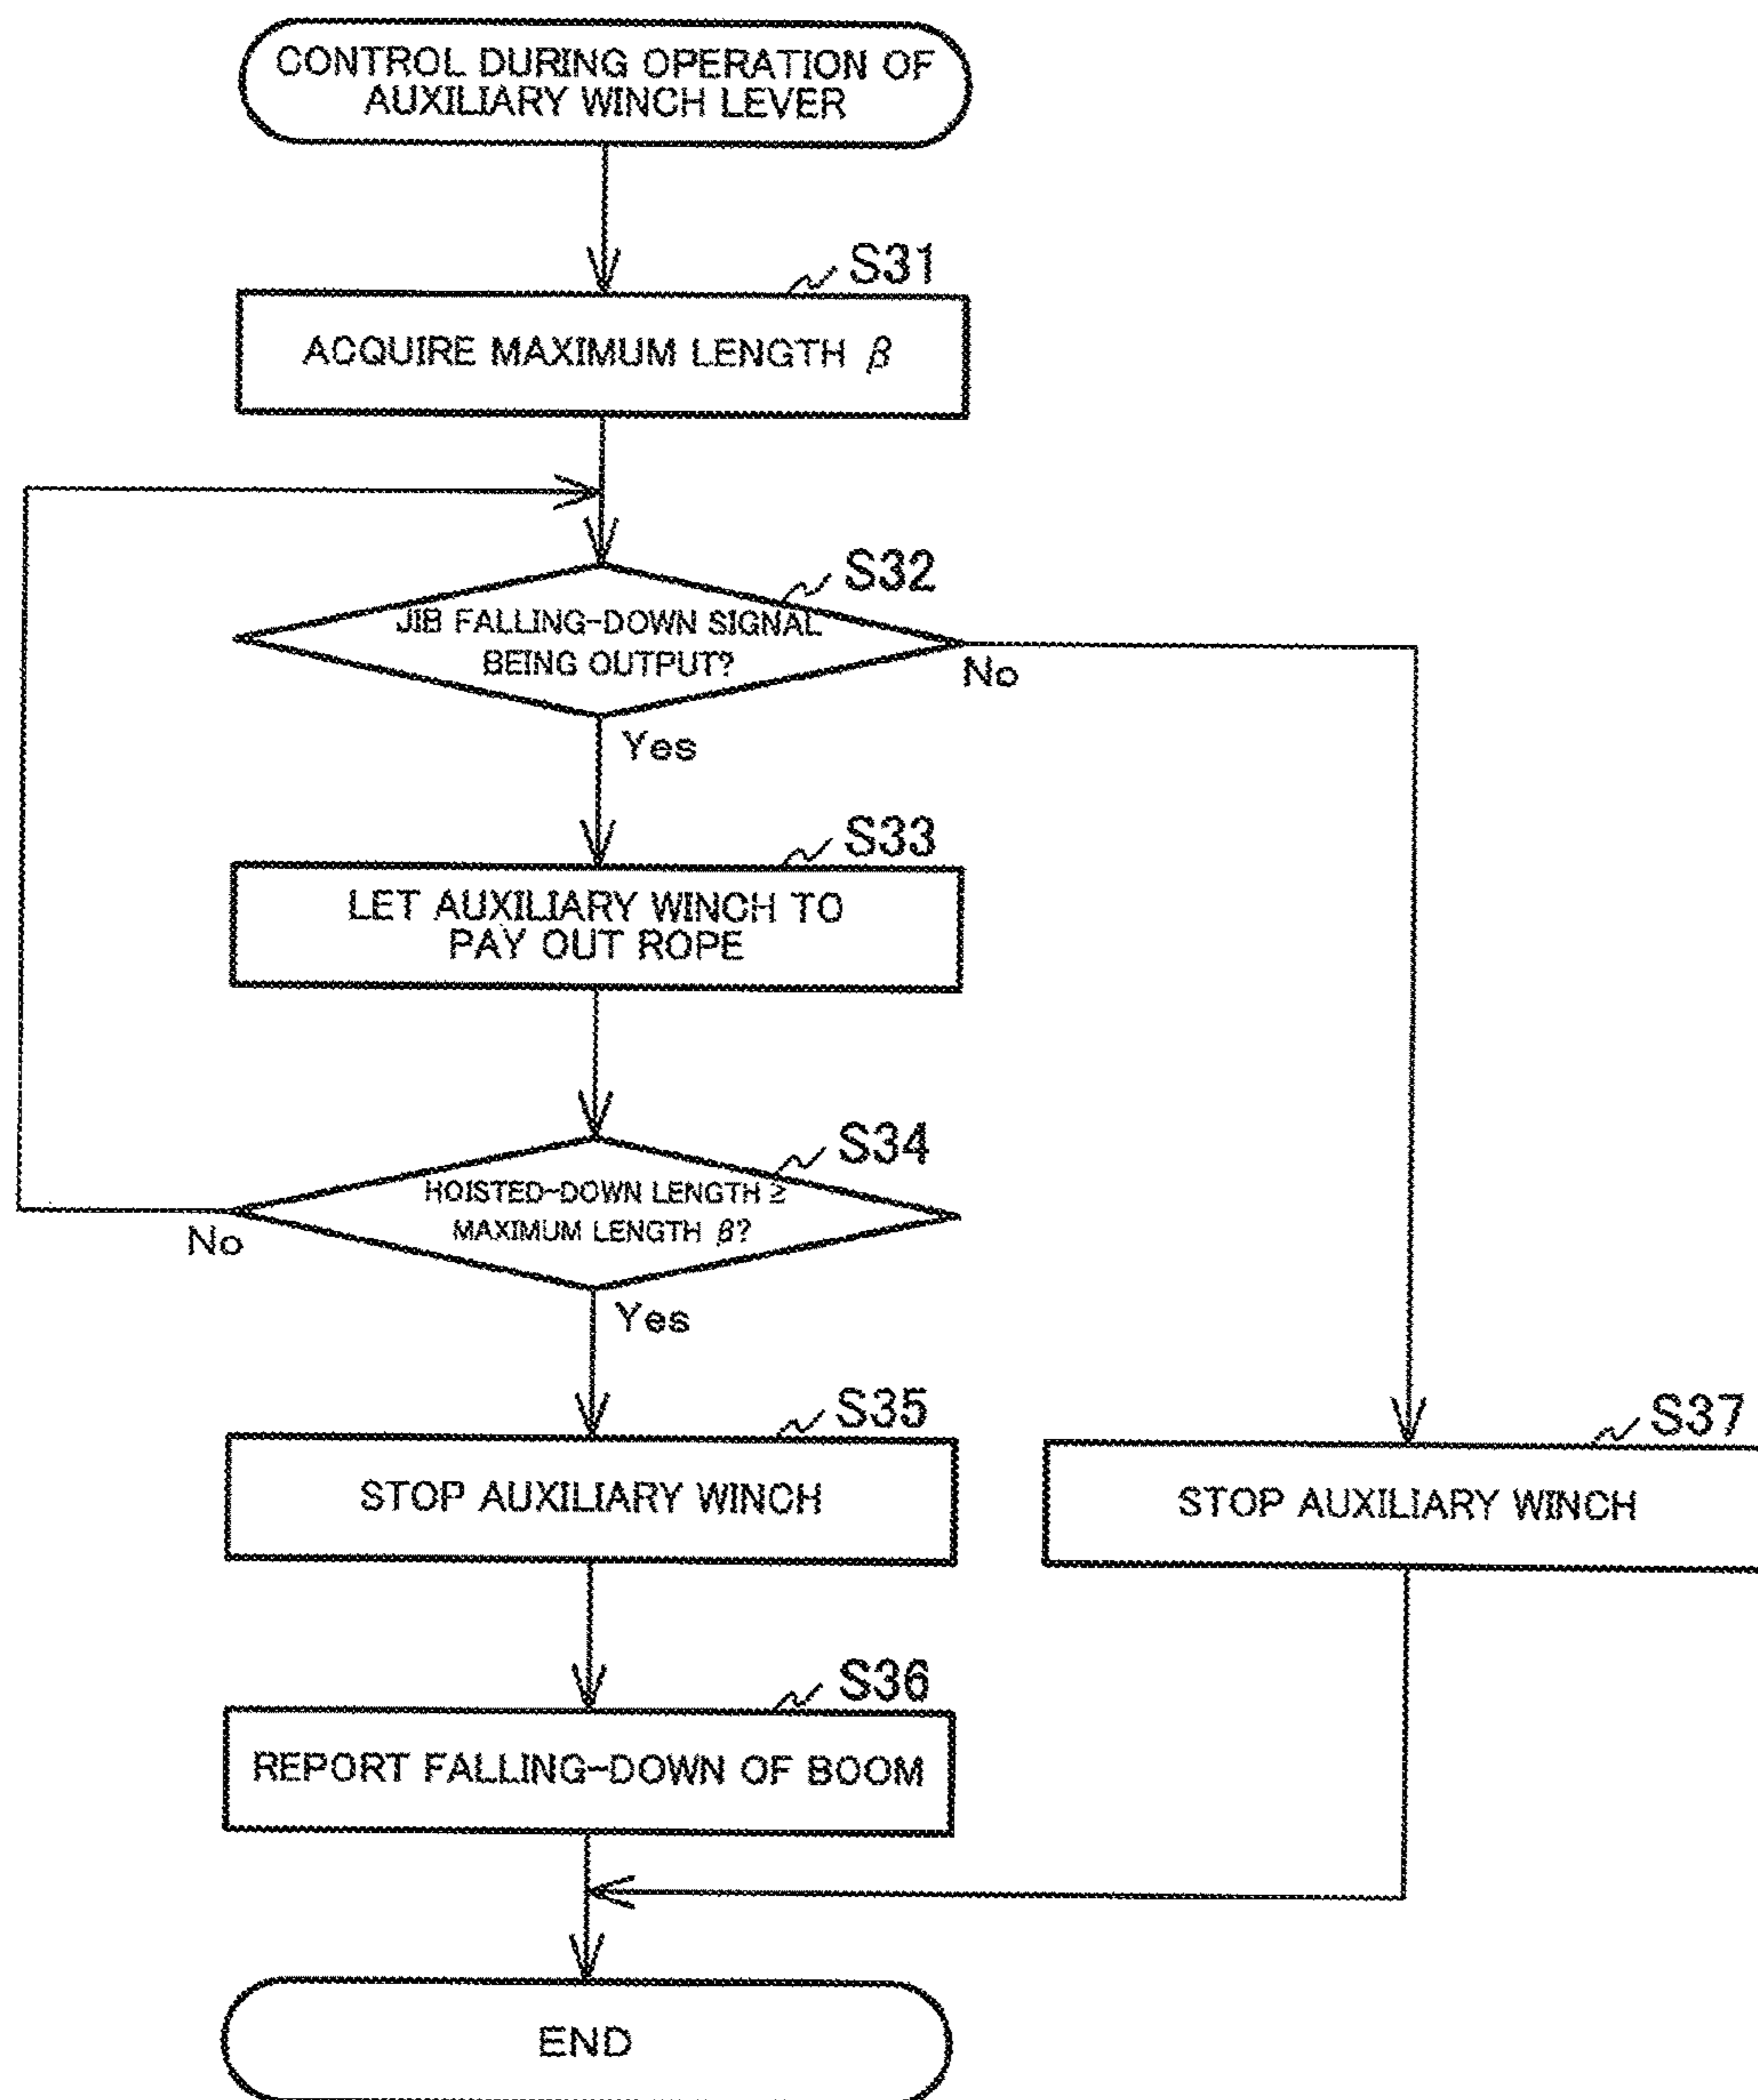 CONTROL DURING OPERATION OF
AUXILIARY WINCH LEVER
S31
ACQUIRE MAXIMUM LENGTH β
S32
JIB FALLING-DOWN SIGNAL
BEING OUTPUT?
No
Yes
S33
LET AUXILIARY WINCH TO
PAY OUT ROPE
S34
HOISTED-DOWN LENGTH ≥
MAXIMUM LENGTH β?
No
Yes
S35
STOP AUXILIARY WINCH
S37
STOP AUXILIARY WINCH
S36
REPORT FALLING-DOWN OF BOOM
END